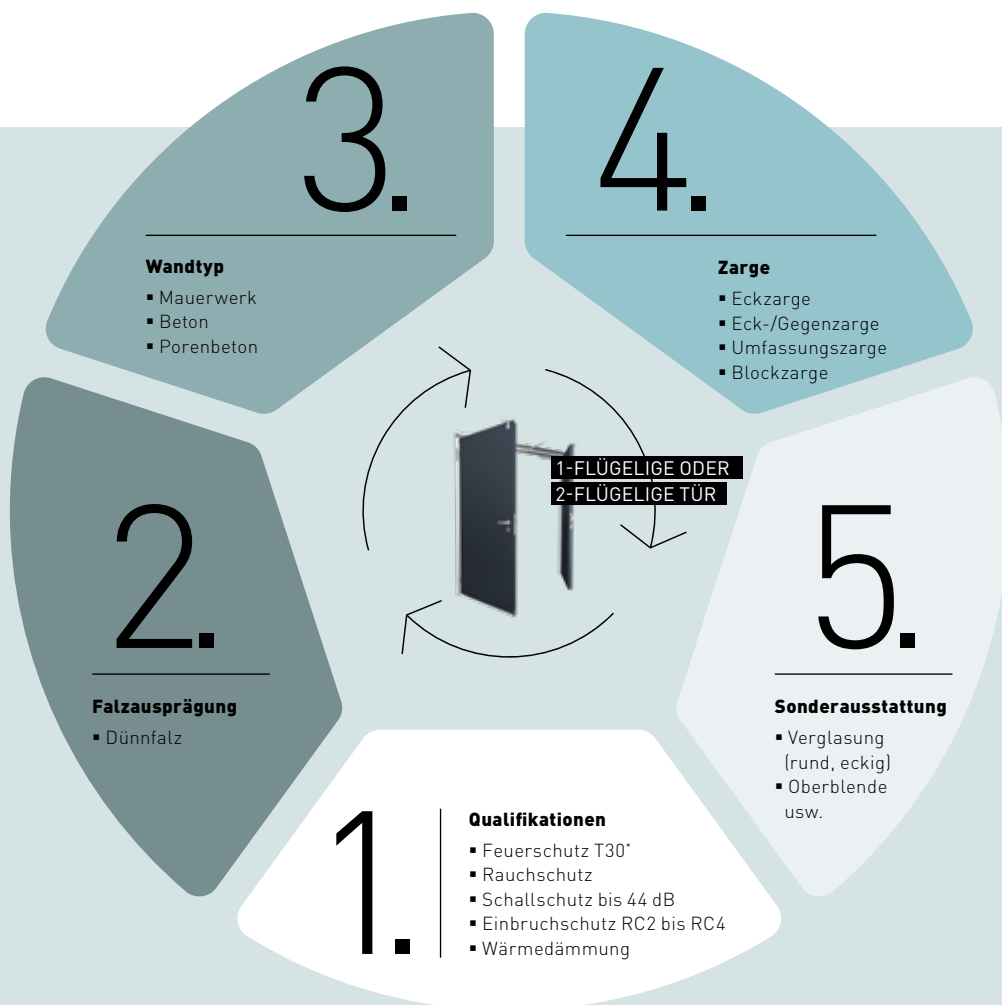 3.
Wandtyp
▪ Mauerwerk
▪ Beton
▪ Porenbeton
4.
Zarge
▪ Eckzarge
▪ Eck-/Gegenzarge
▪ Umfassungszarge
▪ Blockzarge
1-FLÜGELIGE ODER
2-FLÜGELIGE TÜR
2.
Falzausprägung
▪ Dünnfalz
5.
Sonderausstattung
▪ Verglasung
(rund, eckig)
▪ Oberblende
usw.
1.
Qualifikationen
▪ Feuerschutz T30*
▪ Rauchschutz
▪ Schallschutz bis 44 dB
▪ Einbruchschutz RC2 bis RC4
▪ Wärmedämmung